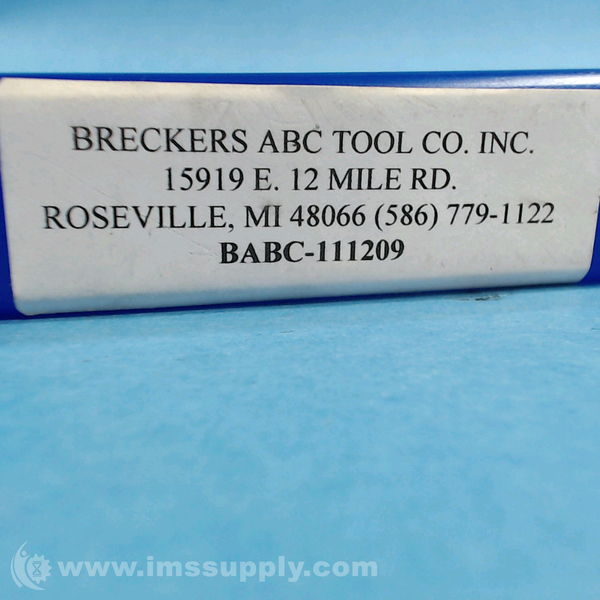 BRECKERS ABC TOOL CO. INC.
15919 E. 12 MILE RD.
ROSEVILLE, MI 48066 (586) 779-1122
BABC-111209
www.imssupply.com